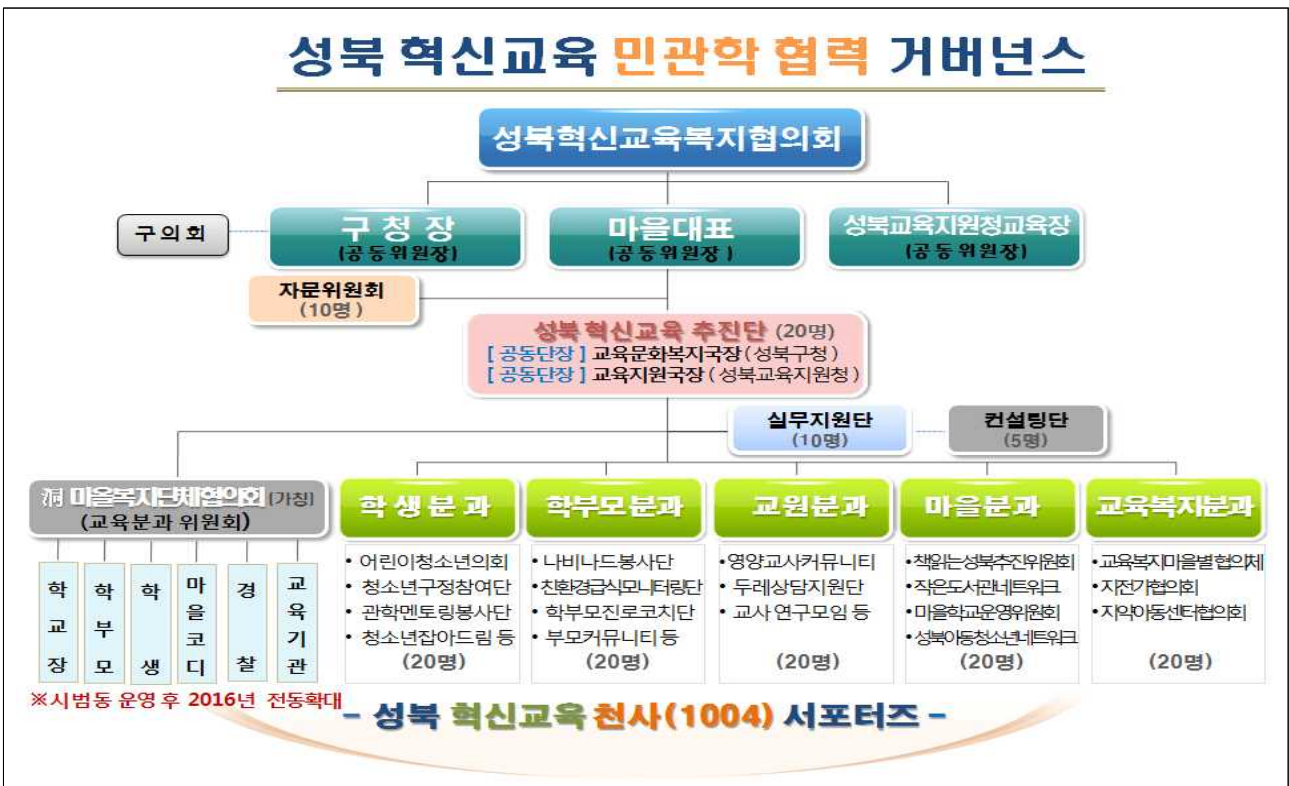 성북 혁신교육 민관학 협력 거버넌스
성북혁신교육복지협의회
구의회
구 청 장
(공동위원장)
마을대표
(공동위원장 )
성북교육지원청교육장
(공동위원장)
자문위원회
(10명 )
성북 혁신교육 추진단 (20명)
[ 공동단장 ] 교육문화복지국장 (성북구청 )
[ 공동단장 ] 교육지원국장 ( 성북교육지원청 )
실무지원단
(10명)
컨설팅단
(5명)
洞 마을복지단체협의회 (가칭)
(교육분과 위원회)
학교장
학부모
학생
마을코디
경찰
교육기관
※시범동 운영 후 2016년 전동확대
학 생 분 과
• 어린이청소년의회
• 청소년구정참여단
• 관학멘토링봉사단
• 청소년잡아드림 등
(20명)
학부모분과
• 나비나드봉사단
• 친환경급식모니터링단
• 학부모진로코치단
• 부모커뮤니티 등
(20명)
교원분과
• 영양교사커뮤니티
• 두레상담지원단
• 교사 연구모임 등
(20명)
마을분과
• 책읽는성북추진위원회
• 작은도서관네트워크
• 마을학교운영위원회
• 성북아동청소년네트워크
(20명)
교육복지분과
• 교육복지마을별협의체
• 지전가협의회
• 지역아동센터협의회
(20명)
- 성북 혁신교육 천사(1004) 서포터즈 -